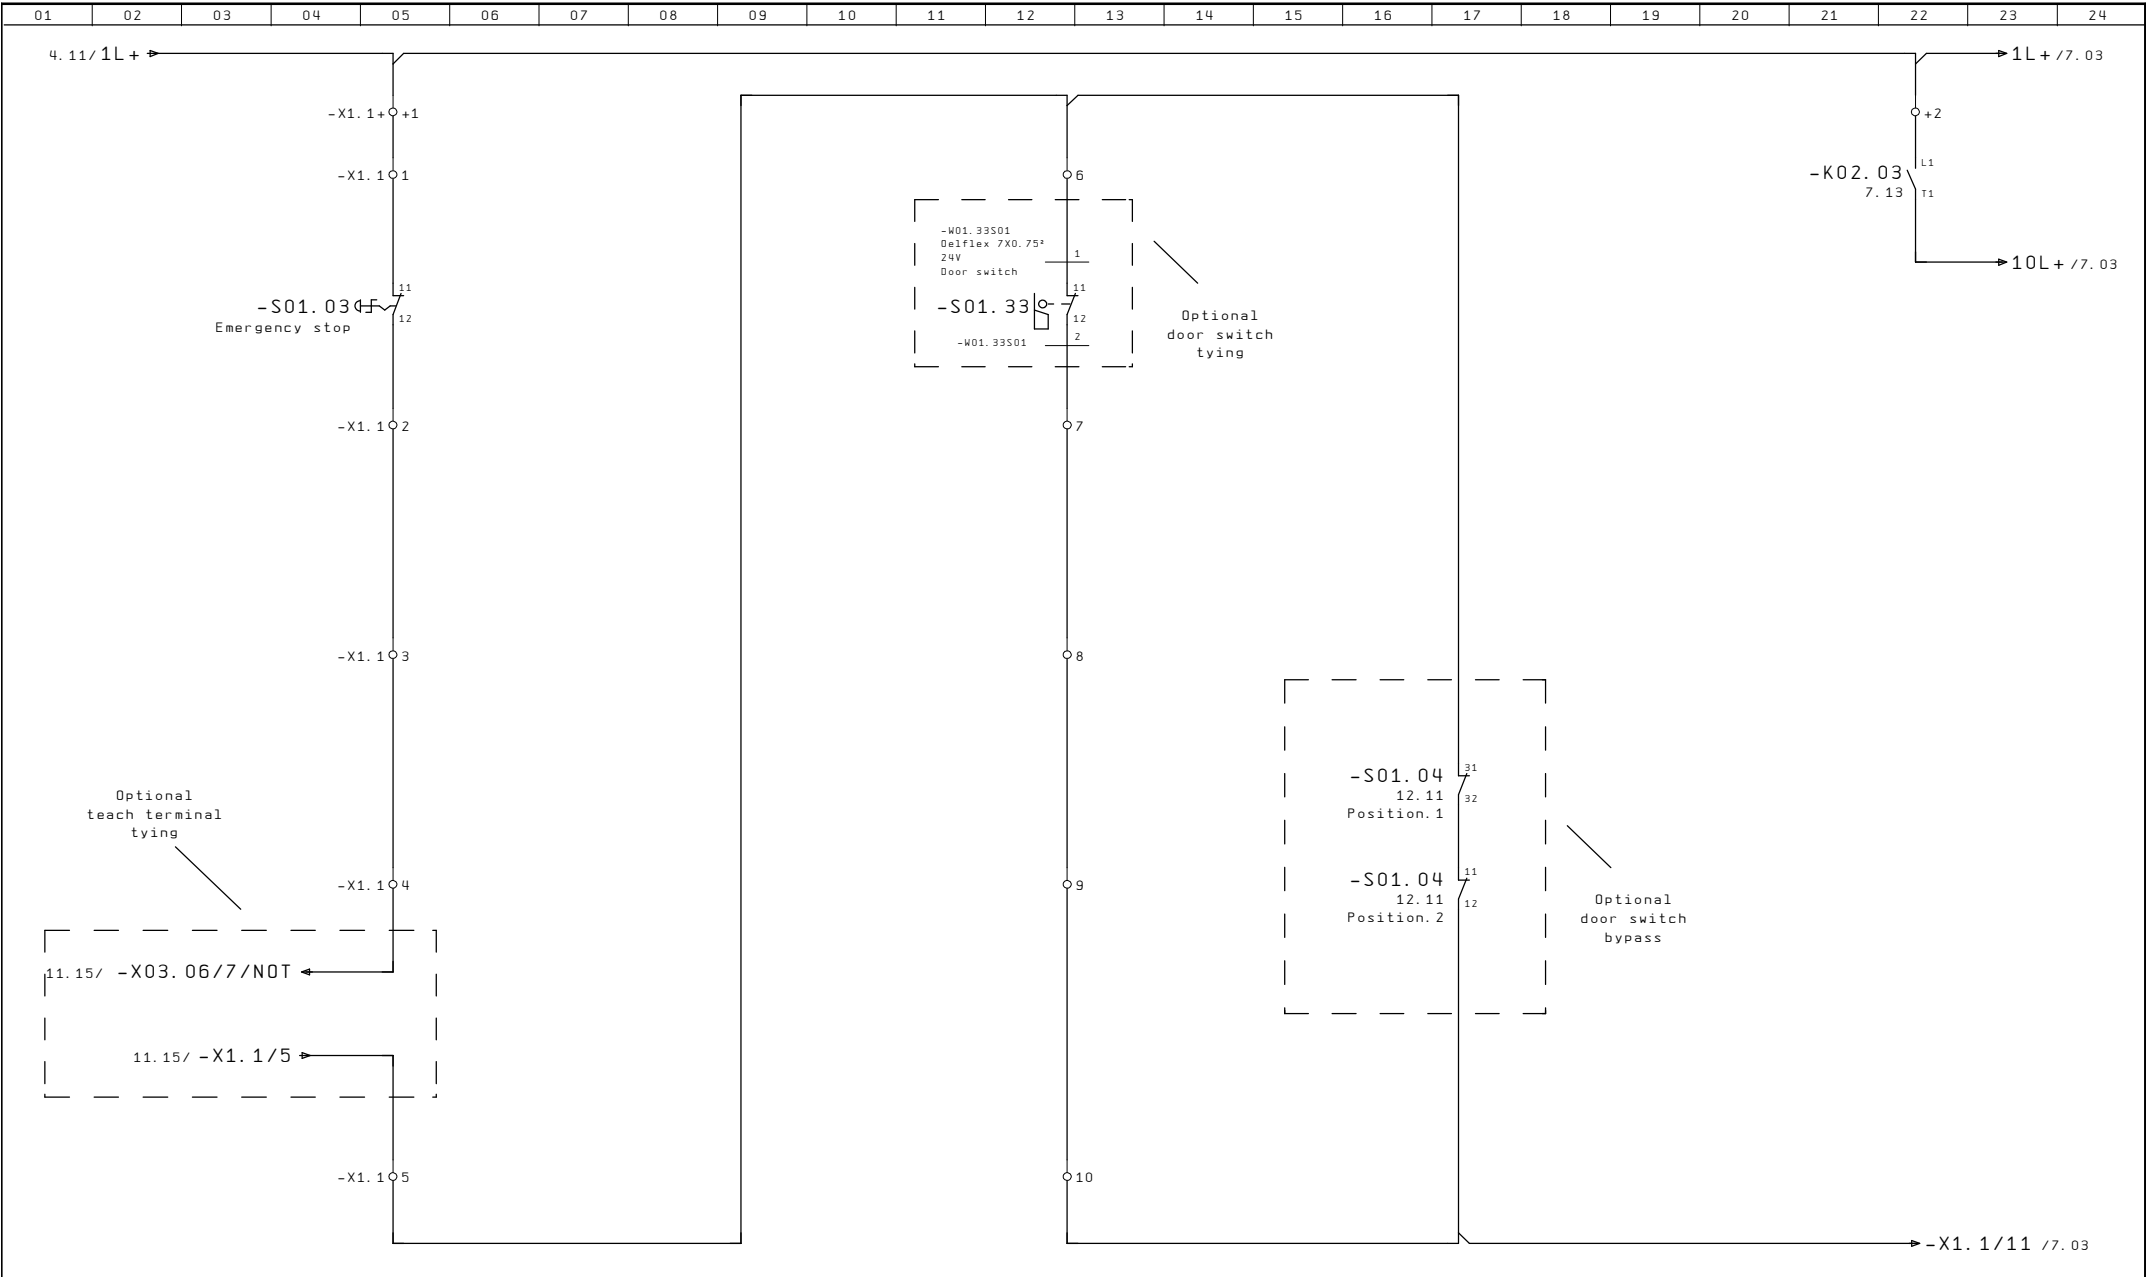 01 02 03 04 05 06 07 08 09 10 11 12 13 14 15 16 17 18 19 20 21 22 23 24
4.11/1L+
1L+/7.03
-X1.1+ +1
+2
-X1.1 1
6
-K02.03
7.13
L1
T1
-W01.33S01
Oelflex 7X0.75²
24V
Door switch
1
10L+/7.03
-S01.03
Emergency stop
11
12
-S01.33
11
12
-W01.33S01
2
Optional
door switch
tying
-X1.1 2
7
-X1.1 3
8
-S01.04
12.11
Position.1
31
32
Optional
teach terminal
tying
-X1.1 4
9
-S01.04
12.11
Position.2
11
12
Optional
door switch
bypass
11.15/ -X03.06/7/NOT
11.15/ -X1.1/5
-X1.1 5
10
-X1.1/11 /7.03